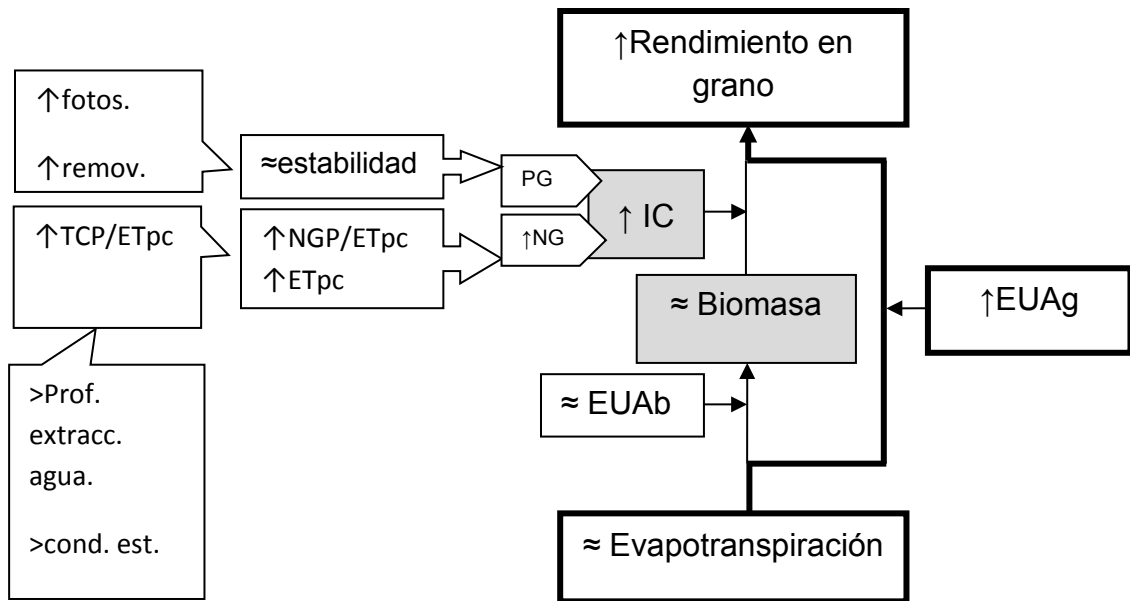 ↑Rendimiento en
grano
↑fotos.
↑remov.
≈estabilidad
PG
↑ IC
↑TCP/ETpc
↑NGP/ETpc
↑ETpc
↑NG
≈ Biomasa
↑EUAg
>Prof.
extracc.
agua.
>cond. est.
≈ EUAb
≈ Evapotranspiración